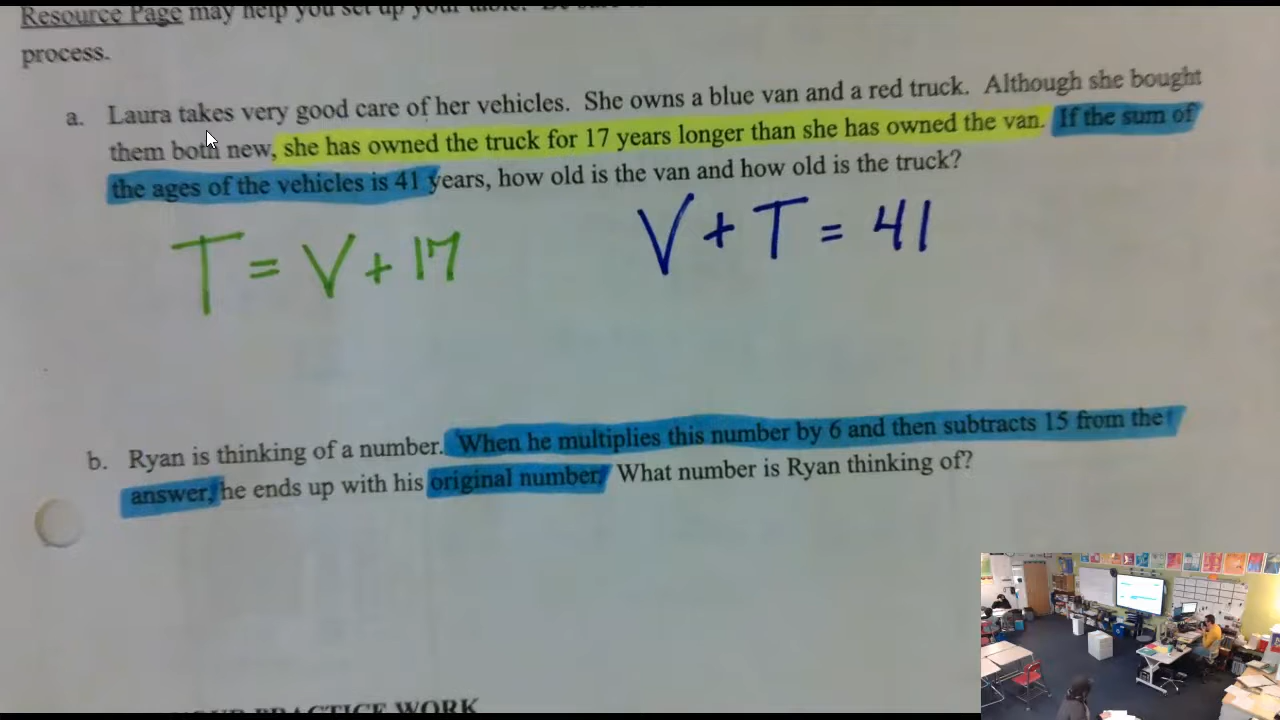 Resource Page may help you set up your table. Be sure to
process.
a. Laura takes very good care of her vehicles. She owns a blue van and a red truck. Although she bought
them both new, she has owned the truck for 17 years longer than she has owned the van. If the sum of
the ages of the vehicles is 41 years, how old is the van and how old is the truck?
T = V + 17
V + T = 41
b. Ryan is thinking of a number. When he multiplies this number by 6 and then subtracts 15 from the
answer, he ends up with his original number. What number is Ryan thinking of?
PRACTICE WORK